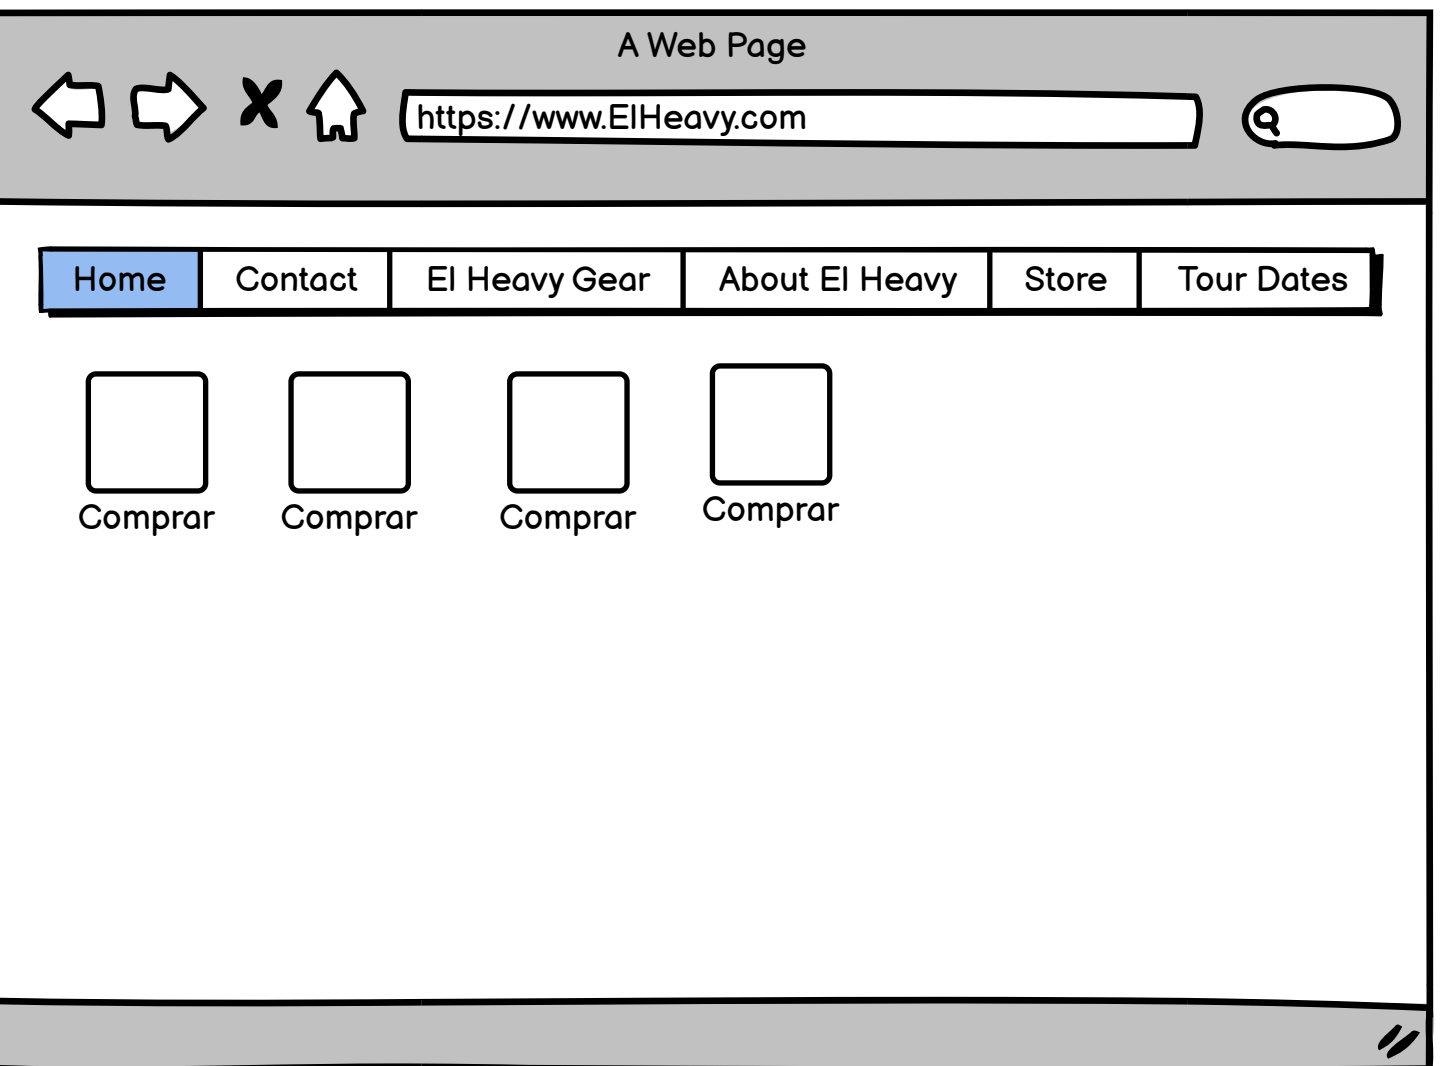 A Web Page
https://www.ElHeavy.com
Home Contact El Heavy Gear About El Heavy Store Tour Dates
Comprar Comprar Comprar Comprar